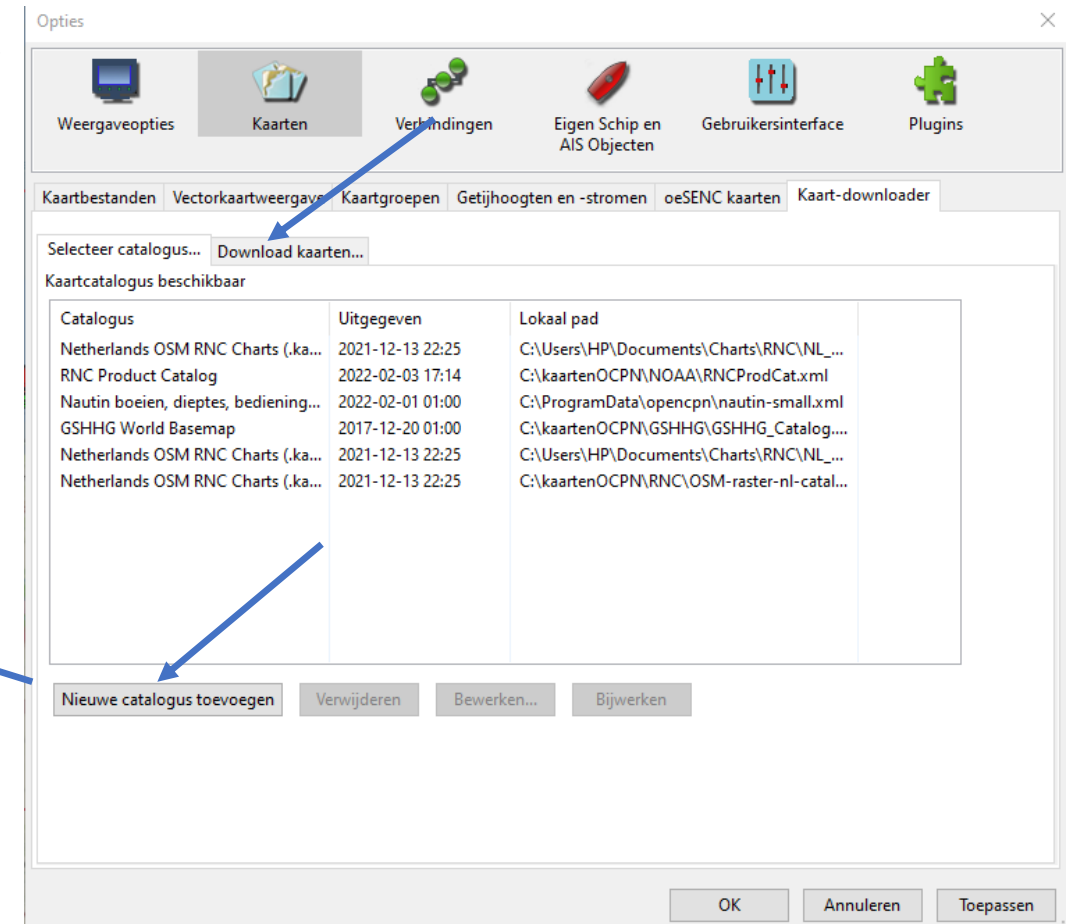 Opties
Weergaveopties
Kaarten
Verbindingen
Eigen Schip en
AIS Objecten
Gebruikersinterface
Plugins
Kaartbestanden
Vectorkaartweergave
Kaartgroepen
Getijhoogten en -stromen
oeSENC kaarten
Kaart-downloader
Selecteer catalogus...
Download kaarten...
Kaartcatalogus beschikbaar
Catalogus Uitgegeven Lokaal pad
Netherlands OSM RNC Charts (.ka... 2021-12-13 22:25 C:\Users\HP\Documents\Charts\RNC\NL_...
RNC Product Catalog 2022-02-03 17:14 C:\kaartenOCPN\NOAA\RNCProdCat.xml
Nautin boeien, dieptes, bediening... 2022-02-01 01:00 C:\ProgramData\opencpn\nautin-small.xml
GSHHG World Basemap 2017-12-20 01:00 C:\kaartenOCPN\GSHHG\GSHHG_Catalog....
Netherlands OSM RNC Charts (.ka... 2021-12-13 22:25 C:\Users\HP\Documents\Charts\RNC\NL_...
Netherlands OSM RNC Charts (.ka... 2021-12-13 22:25 C:\kaartenOCPN\RNC\OSM-raster-nl-catal...
Nieuwe catalogus toevoegen
Verwijderen
Bewerken...
Bijwerken
OK
Annuleren
Toepassen